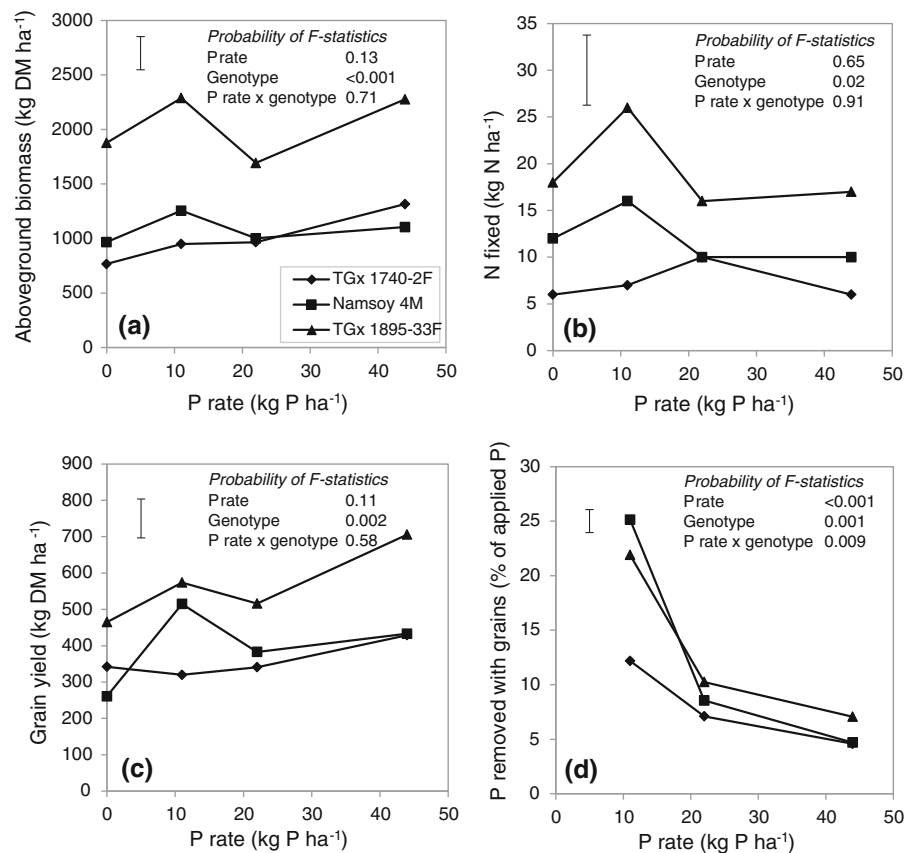 3000
2500
2000
1500
1000
500
0
Aboveground biomass (kg DM ha⁻¹)
Probability of F-statistics
P rate 0.13
Genotype <0.001
P rate x genotype 0.71
TGx 1740-2F
Namsoy 4M
TGx 1895-33F
(a)
0 10 20 30 40 50
P rate (kg P ha⁻¹)
35
30
25
20
15
10
5
0
N fixed (kg N ha⁻¹)
Probability of F-statistics
P rate 0.65
Genotype 0.02
P rate x genotype 0.91
(b)
0 10 20 30 40 50
P rate (kg P ha⁻¹)
900
800
700
600
500
400
300
200
100
0
Grain yield (kg DM ha⁻¹)
Probability of F-statistics
P rate 0.11
Genotype 0.002
P rate x genotype 0.58
(c)
0 10 20 30 40 50
P rate (kg P ha⁻¹)
30
25
20
15
10
5
0
P removed with grains (% of applied P)
Probability of F-statistics
P rate <0.001
Genotype 0.001
P rate x genotype 0.009
(d)
0 10 20 30 40 50
P rate (kg P ha⁻¹)